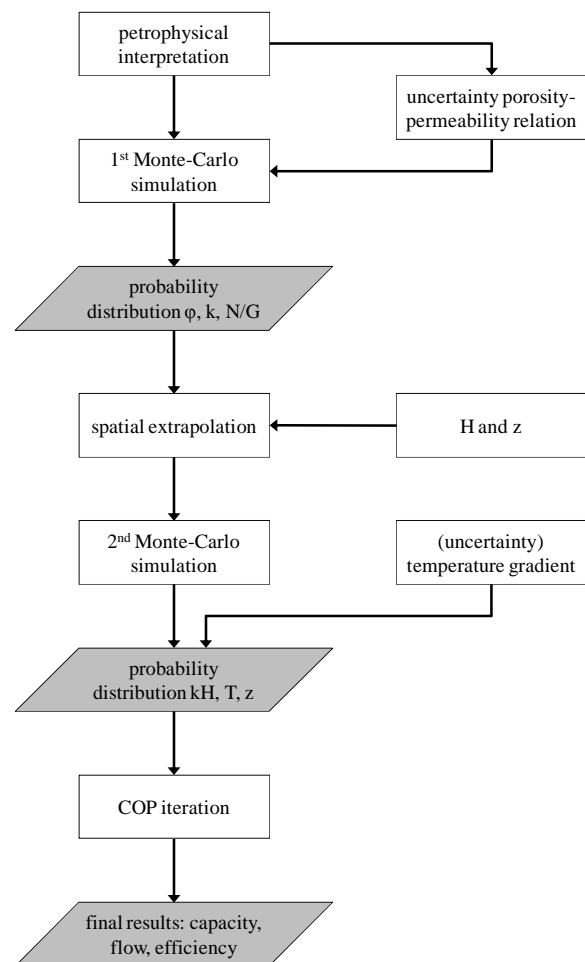 petrophysical
interpretation
uncertainty porosity-
permeability relation
1st Monte-Carlo
simulation
probability
distribution φ, k, N/G
spatial extrapolation
H and z
2nd Monte-Carlo
simulation
(uncertainty)
temperature gradient
probability
distribution kH, T, z
COP iteration
final results: capacity,
flow, efficiency